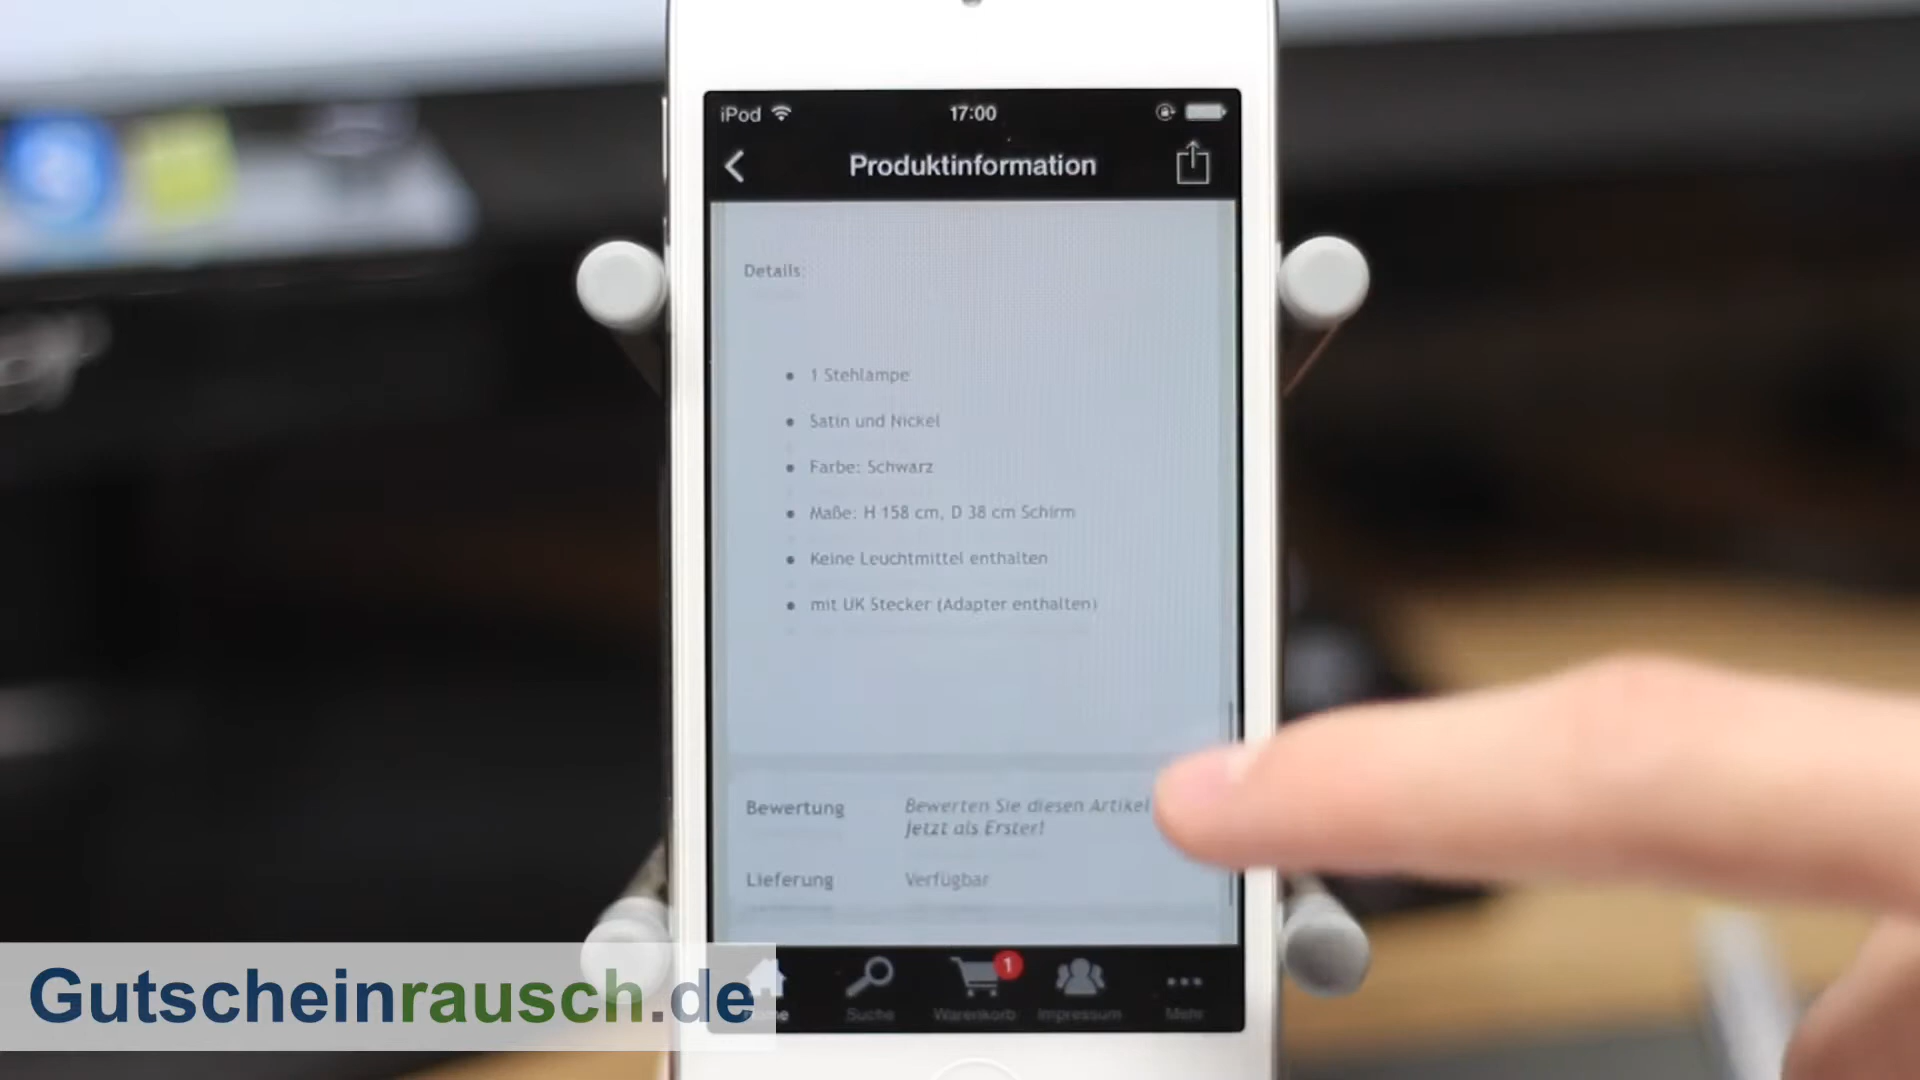 iPod 17:00
Produktinformation
Details:
1 Stehlampe
Satin und Nickel
Farbe: Schwarz
Maße: H 158 cm, D 38 cm Schirm
Keine Leuchtmittel enthalten
mit UK Stecker (Adapter enthalten)
Bewertung Bewerten Sie diesen Artikel
jetzt als Erster!
Lieferung Verfügbar
1
Home Suche Warenkorb Impressum Mehr
Gutscheinrausch.de